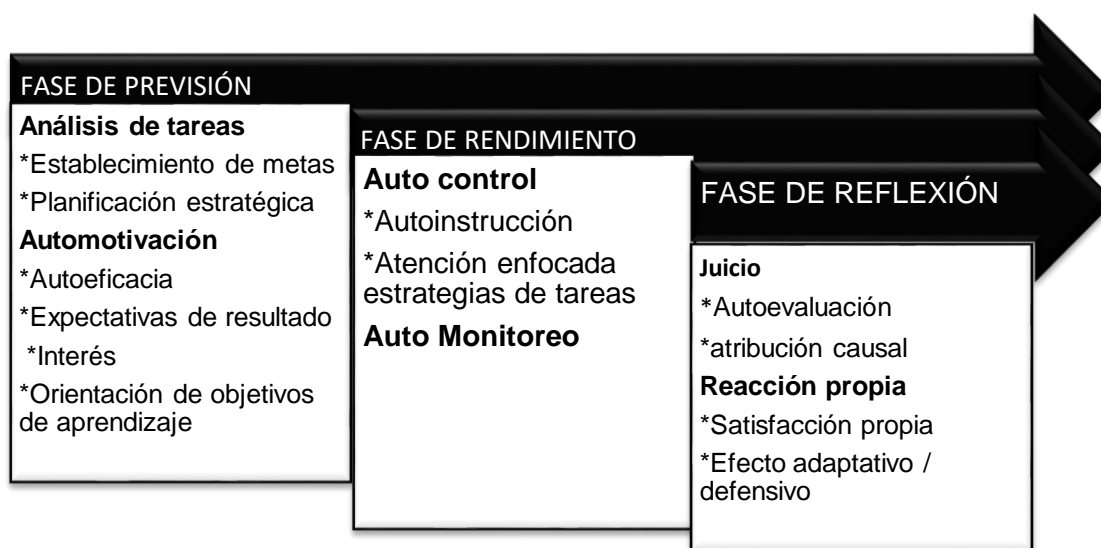 FASE DE PREVISIÓN
Análisis de tareas
*Establecimiento de metas
*Planificación estratégica
Automotivación
*Autoeficacia
*Expectativas de resultado
*Interés
*Orientación de objetivos
de aprendizaje
FASE DE RENDIMIENTO
Auto control
*Autoinstrucción
*Atención enfocada
estrategias de tareas
Auto Monitoreo
FASE DE REFLEXIÓN
Juicio
*Autoevaluación
*atribución causal
Reacción propia
*Satisfacción propia
*Efecto adaptativo /
defensivo